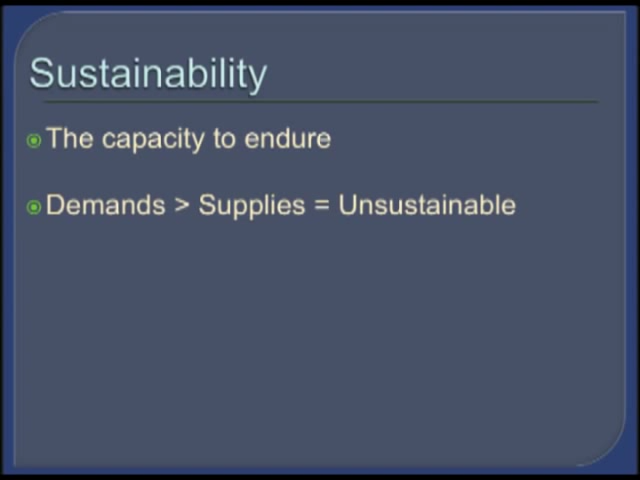 Sustainability
The capacity to endure
Demands > Supplies = Unsustainable